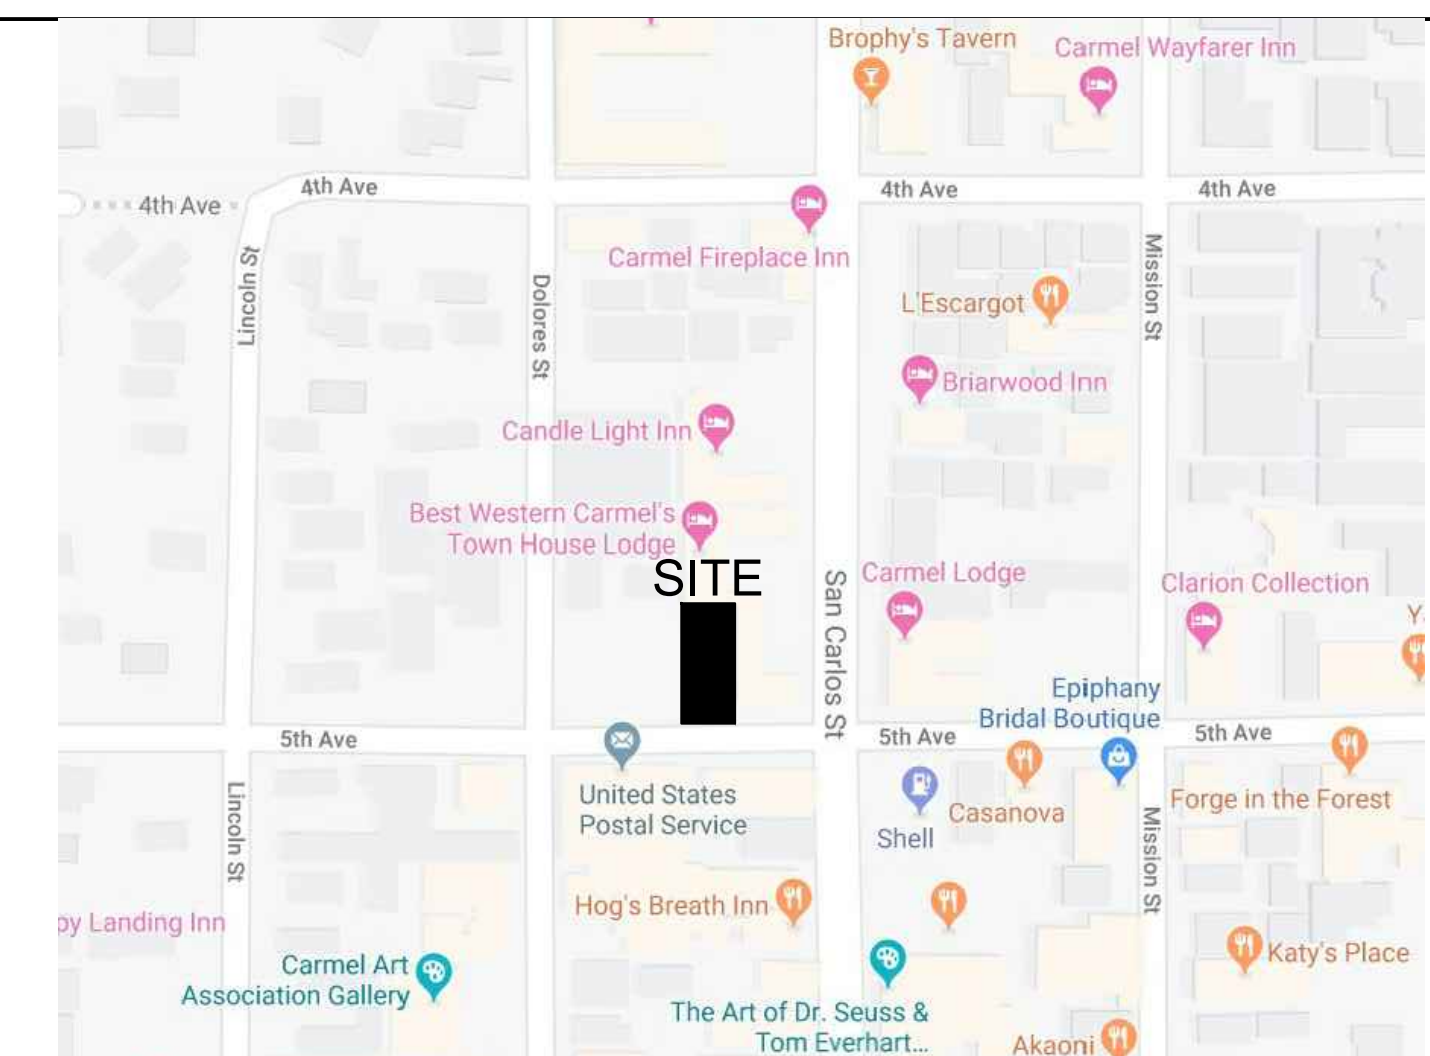 Brophy's Tavern
Carmel Wayfarer Inn
4th Ave
4th Ave
4th Ave
4th Ave
Carmel Fireplace Inn
Lincoln St
Dolores St
Mission St
L'Escargot
Briarwood Inn
Candle Light Inn
Best Western Carmel's
Town House Lodge
SITE
San Carlos St
Carmel Lodge
Clarion Collection
Epiphany
Bridal Boutique
5th Ave
5th Ave
5th Ave
United States
Postal Service
Shell
Casanova
Forge in the Forest
Lincoln St
Mission St
Hog's Breath Inn
Landing Inn
Carmel Art
Association Gallery
Katy's Place
The Art of Dr. Seuss &
Tom Everhart...
Akaoni